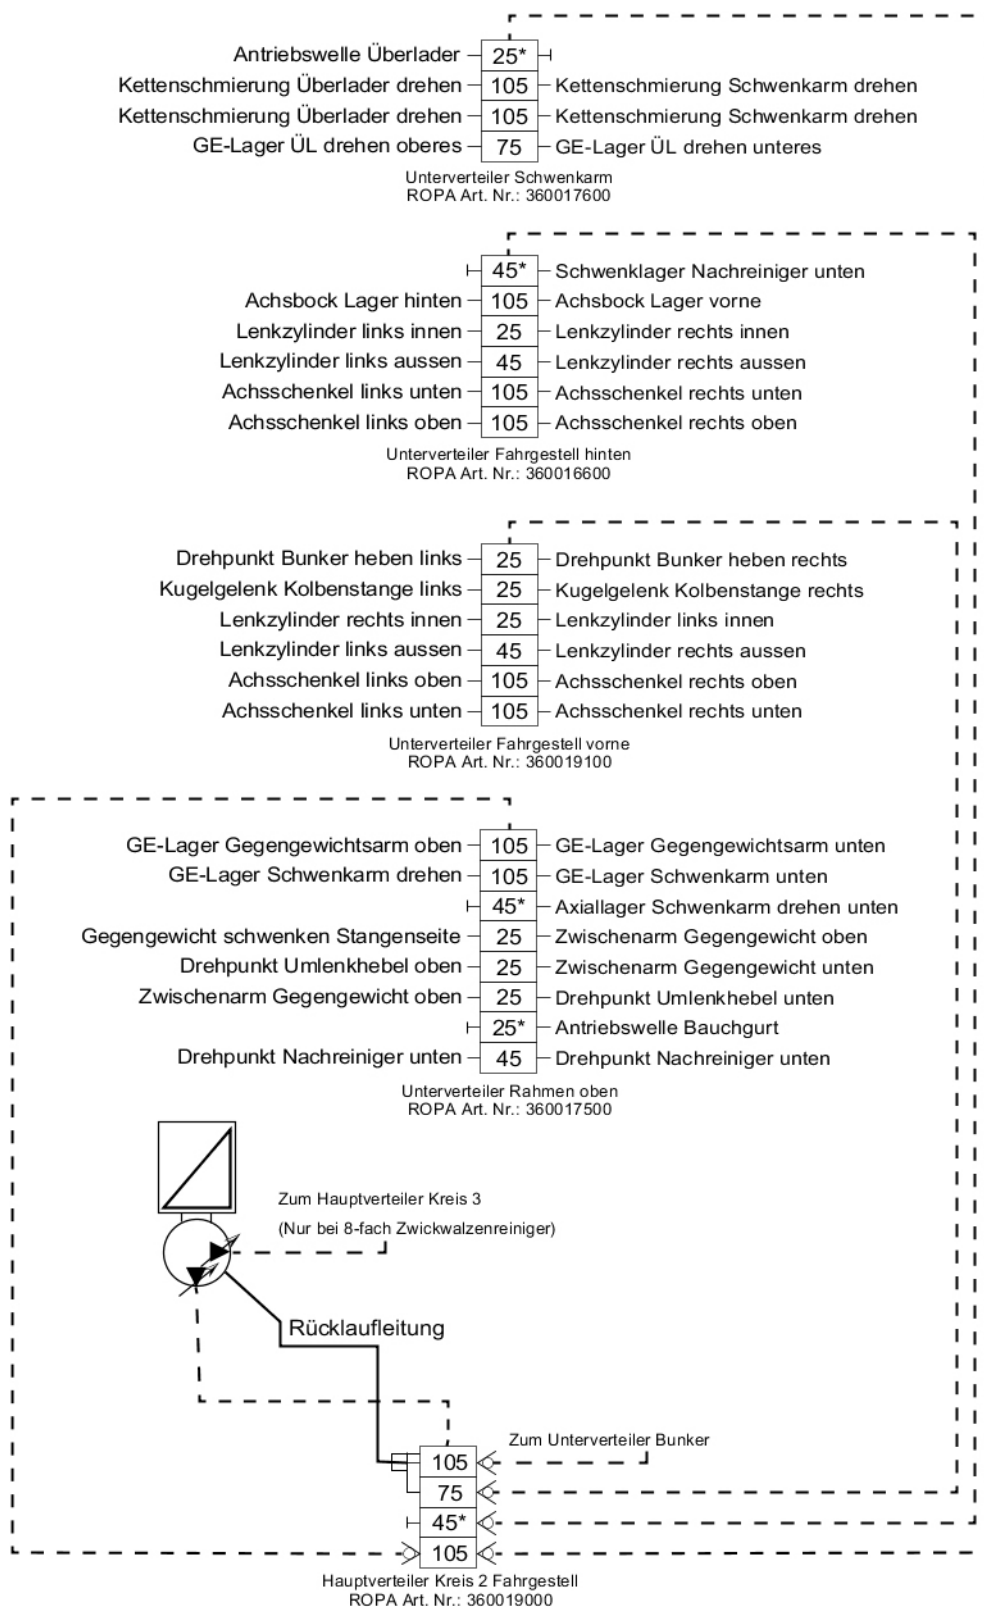 Antriebswelle Überlader 25*
Kettenschmierung Überlader drehen 105 Kettenschmierung Schwenkarm drehen
Kettenschmierung Überlader drehen 105 Kettenschmierung Schwenkarm drehen
GE-Lager ÜL drehen oberes 75 GE-Lager ÜL drehen unteres
Unterverteiler Schwenkarm
ROPA Art. Nr.: 360017600
45* Schwenklager Nachreiniger unten
Achsbock Lager hinten 105 Achsbock Lager vorne
Lenkzylinder links innen 25 Lenkzylinder rechts innen
Lenkzylinder links aussen 45 Lenkzylinder rechts aussen
Achsschenkel links unten 105 Achsschenkel rechts unten
Achsschenkel links oben 105 Achsschenkel rechts oben
Unterverteiler Fahrgestell hinten
ROPA Art. Nr.: 360016600
Drehpunkt Bunker heben links 25 Drehpunkt Bunker heben rechts
Kugelgelenk Kolbenstange links 25 Kugelgelenk Kolbenstange rechts
Lenkzylinder rechts innen 25 Lenkzylinder links innen
Lenkzylinder links aussen 45 Lenkzylinder rechts aussen
Achsschenkel links oben 105 Achsschenkel rechts oben
Achsschenkel links unten 105 Achsschenkel rechts unten
Unterverteiler Fahrgestell vorne
ROPA Art. Nr.: 360019100
GE-Lager Gegengewichtsarm oben 105 GE-Lager Gegengewichtsarm unten
GE-Lager Schwenkarm drehen 105 GE-Lager Schwenkarm unten
45* Axiallager Schwenkarm drehen unten
Gegengewicht schwenken Stangenseite 25 Zwischenarm Gegengewicht oben
Drehpunkt Umlenkhebel oben 25 Zwischenarm Gegengewicht unten
Zwischenarm Gegengewicht oben 25 Drehpunkt Umlenkhebel unten
25* Antriebswelle Bauchgurt
Drehpunkt Nachreiniger unten 45 Drehpunkt Nachreiniger unten
Unterverteiler Rahmen oben
ROPA Art. Nr.: 360017500
Zum Hauptverteiler Kreis 3
(Nur bei 8-fach Zwickwalzenreiniger)
Rücklaufleitung
Zum Unterverteiler Bunker
105
75
45*
105
Hauptverteiler Kreis 2 Fahrgestell
ROPA Art. Nr.: 360019000